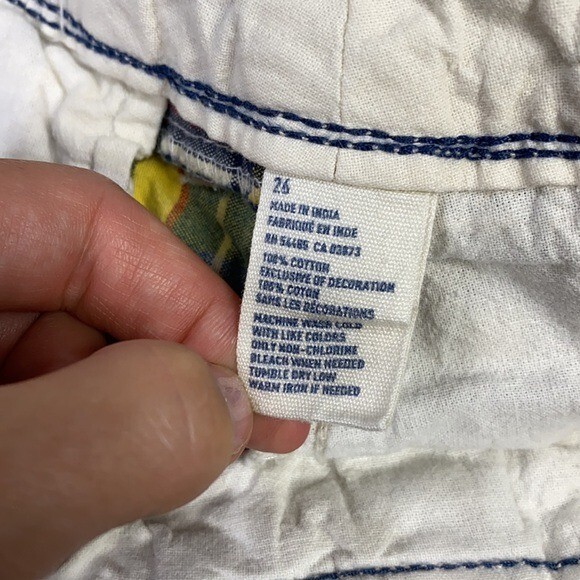 26
MADE IN INDIA
FABRIQUÉ EN INDE
RN 54485 CA 03873
100% COTTON
EXCLUSIVE OF DECORATION
100% COTON
SANS LES DÉCORATIONS
MACHINE WASH COLD
WITH LIKE COLORS
ONLY NON-CHLORINE
BLEACH WHEN NEEDED
TUMBLE DRY LOW
WARM IRON IF NEEDED